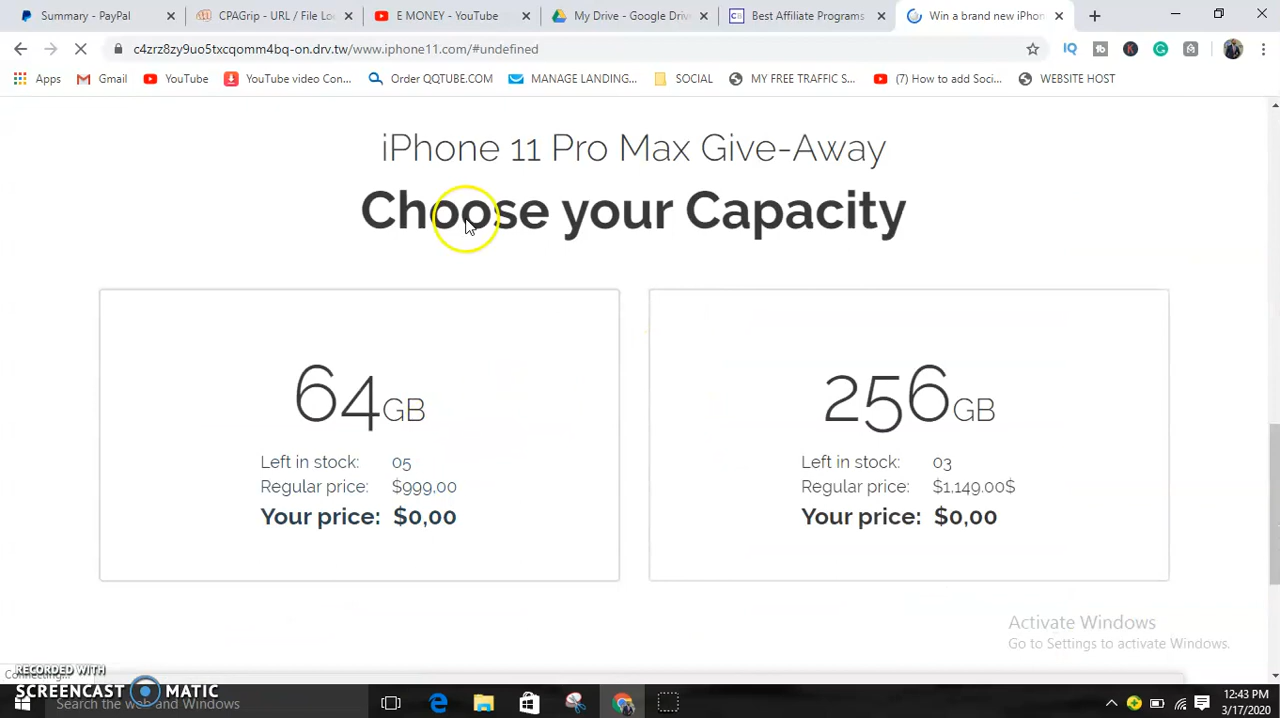 Summary - PayPal
CPAGrip - URL / File Loc
E MONEY - YouTube
My Drive - Google Driv
Best Affiliate Programs
Win a brand new iPhon
c4zrz8zy9uo5txcqomm4bq-on.drv.tw/www.iphone11.com/#undefined
Apps
Gmail
YouTube
YouTube video Con...
Order QQTUBE.COM
MANAGE LANDING...
SOCIAL
MY FREE TRAFFIC S...
(7) How to add Soci...
WEBSITE HOST
iPhone 11 Pro Max Give-Away
Choose your Capacity
64GB
Left in stock: 05
Regular price: $999,00
Your price: $0,00
256GB
Left in stock: 03
Regular price: $1,149.00$
Your price: $0,00
Activate Windows
Go to Settings to activate Windows.
Connecting...
RECORDED WITH
SCREENCAST MATIC
Search the web and Windows
12:43 PM
3/17/2020